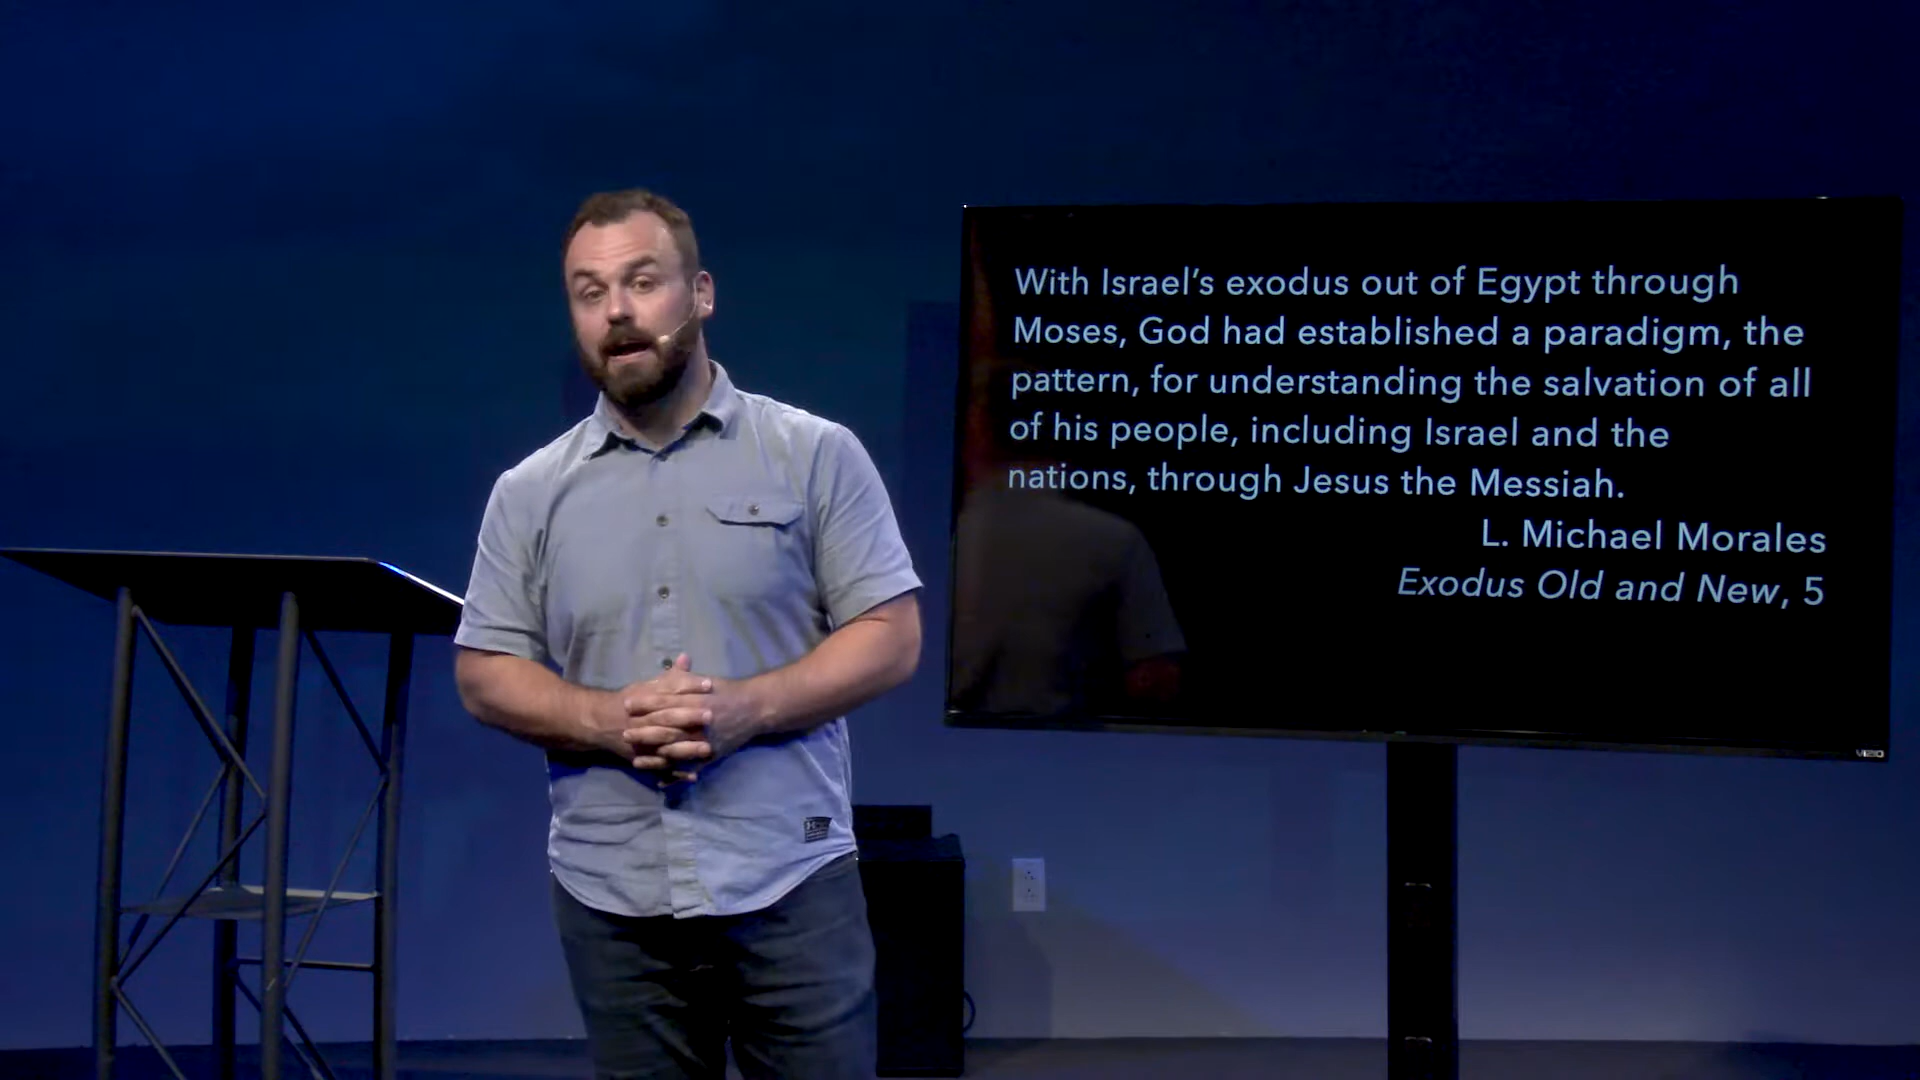 With Israel’s exodus out of Egypt through
Moses, God had established a paradigm, the
pattern, for understanding the salvation of all
of his people, including Israel and the
nations, through Jesus the Messiah.
L. Michael Morales
Exodus Old and New, 5
VIZIO